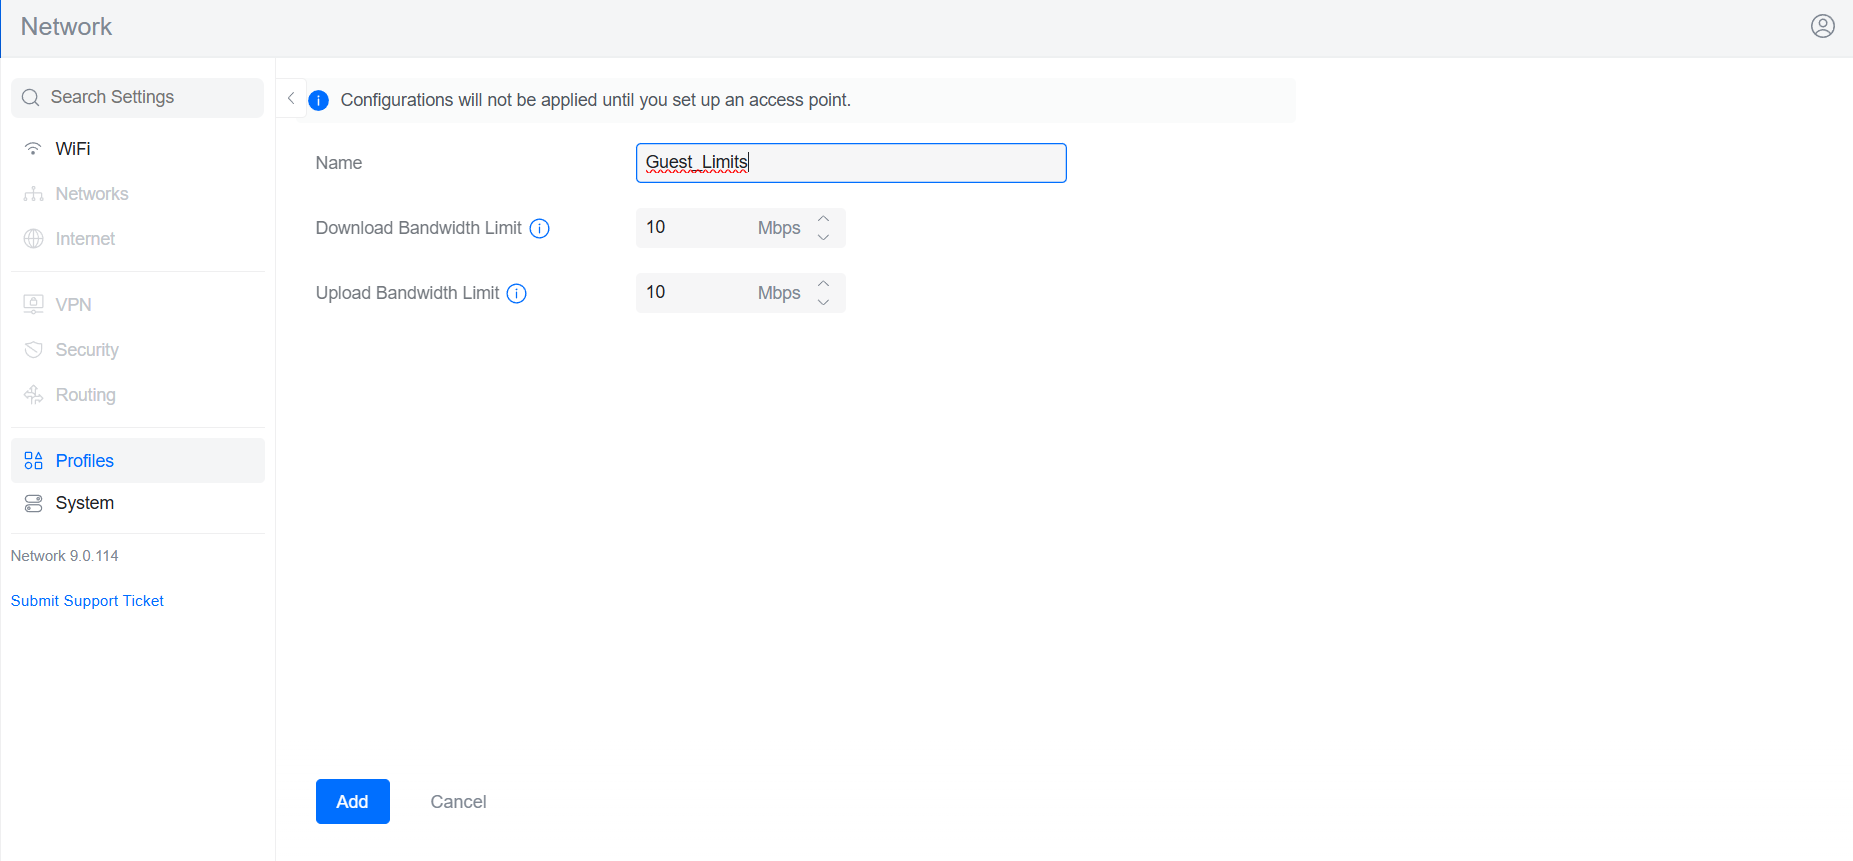 Network
Search Settings
Configurations will not be applied until you set up an access point.
WiFi
Name
Guest_Limits
Networks
Download Bandwidth Limit
10 Mbps
Internet
Upload Bandwidth Limit
10 Mbps
VPN
Security
Routing
Profiles
System
Network 9.0.114
Submit Support Ticket
Add
Cancel